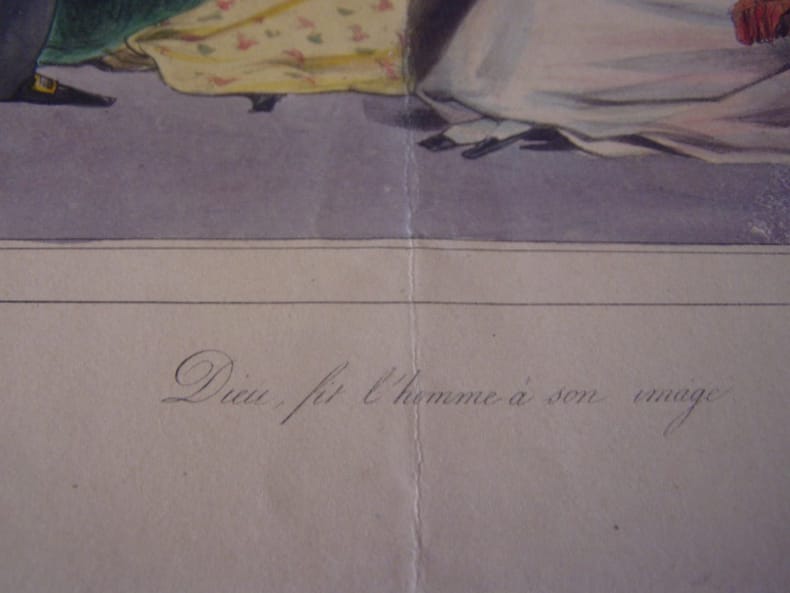 Dieu, fit l'homme à son image